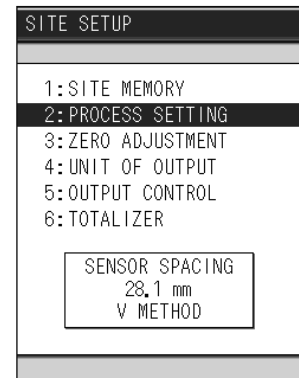 SITE SETUP
1:SITE MEMORY
2:PROCESS SETTING
3:ZERO ADJUSTMENT
4:UNIT OF OUTPUT
5:OUTPUT CONTROL
6:TOTALIZER
SENSOR SPACING
28.1 mm
V METHOD